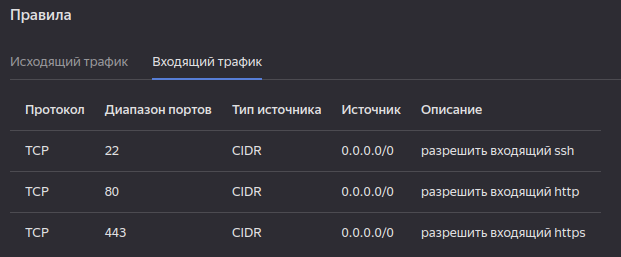 Правила
Исходящий трафик Входящий трафик
Протокол Диапазон портов Тип источника Источник Описание
TCP 22 CIDR 0.0.0.0/0 разрешить входящий ssh
TCP 80 CIDR 0.0.0.0/0 разрешить входящий http
TCP 443 CIDR 0.0.0.0/0 разрешить входящий https